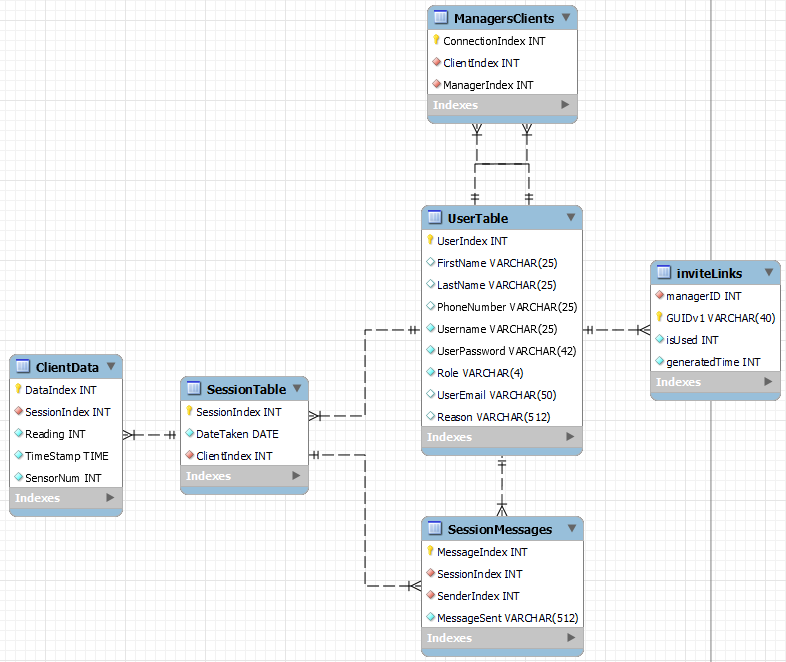 ManagersClients
ConnectionIndex INT
ClientIndex INT
ManagerIndex INT
Indexes
UserTable
UserIndex INT
FirstName VARCHAR(25)
LastName VARCHAR(25)
PhoneNumber VARCHAR(25)
Username VARCHAR(25)
UserPassword VARCHAR(42)
Role VARCHAR(4)
UserEmail VARCHAR(50)
Reason VARCHAR(512)
Indexes
inviteLinks
managerID INT
GUIDv1 VARCHAR(40)
isUsed INT
generatedTime INT
Indexes
ClientData
DataIndex INT
SessionIndex INT
Reading INT
TimeStamp TIME
SensorNum INT
Indexes
SessionTable
SessionIndex INT
DateTaken DATE
ClientIndex INT
Indexes
SessionMessages
MessageIndex INT
SessionIndex INT
SenderIndex INT
MessageSent VARCHAR(512)
Indexes